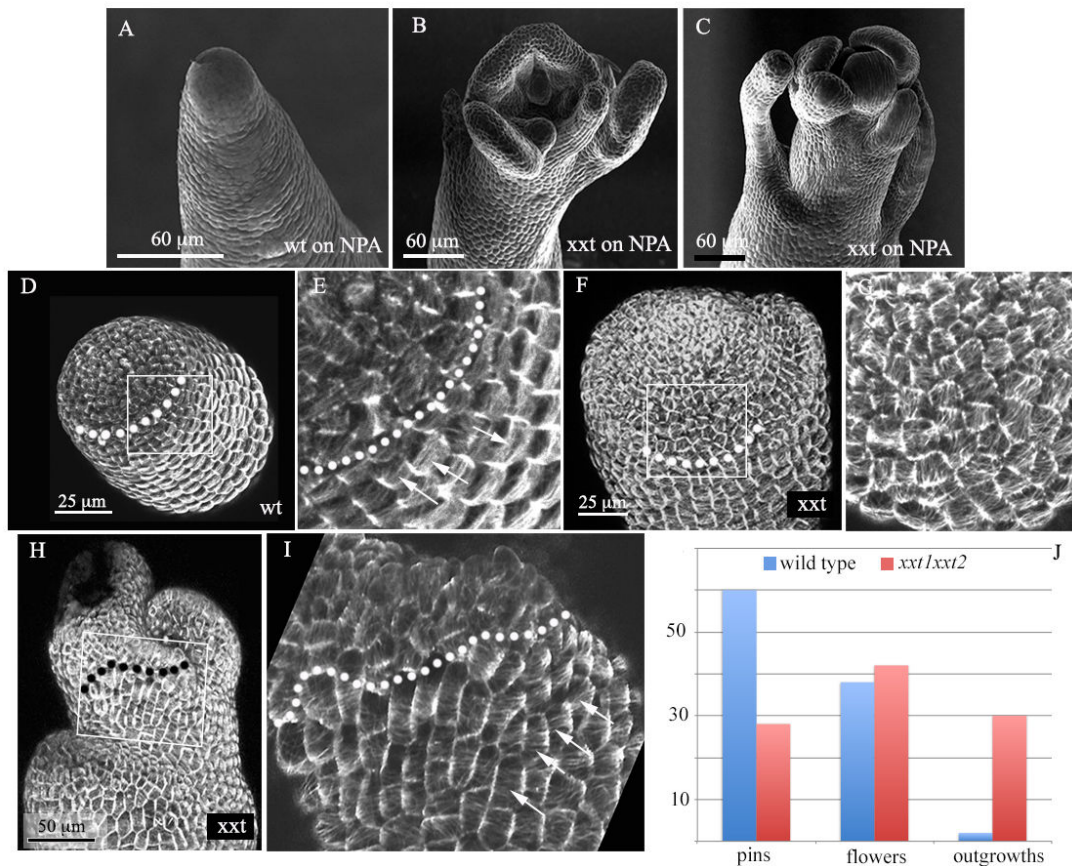 A
60 µm
wt on NPA
B
60 µm
xxt on NPA
C
60 µm
xxt on NPA
D
25 µm
wt
E
F
25 µm
xxt
G
H
50 µm
xxt
I
J
wild type
xxt1xxt2
50
30
10
pins
flowers
outgrowths